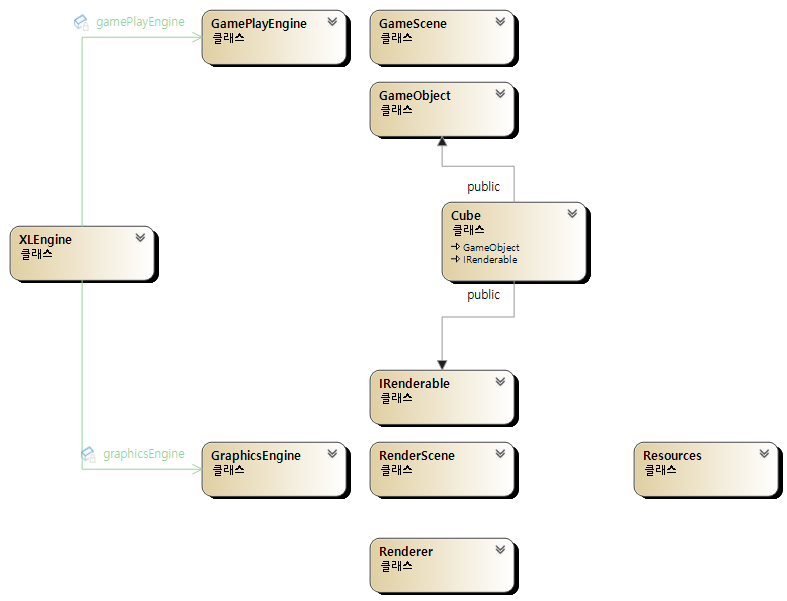 gamePlayEngine
GamePlayEngine
클래스
GameScene
클래스
GameObject
클래스
public
Cube
클래스
GameObject
IRenderable
XLEngine
클래스
public
IRenderable
클래스
graphicsEngine
GraphicsEngine
클래스
RenderScene
클래스
Resources
클래스
Renderer
클래스